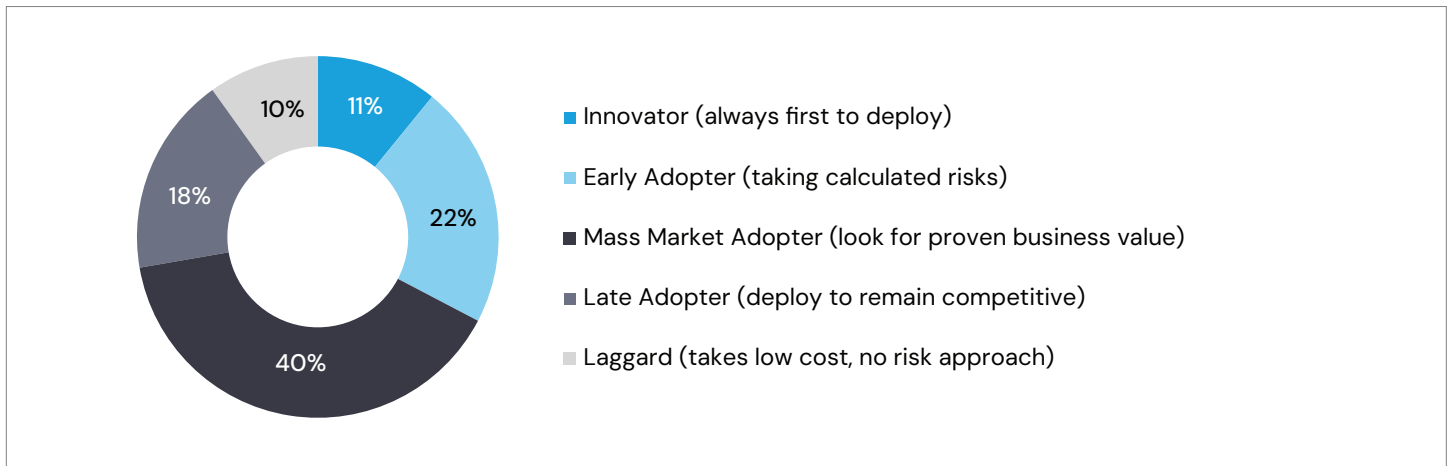 10%
11%
18%
22%
40%
Innovator (always first to deploy)
Early Adopter (taking calculated risks)
Mass Market Adopter (look for proven business value)
Late Adopter (deploy to remain competitive)
Laggard (takes low cost, no risk approach)